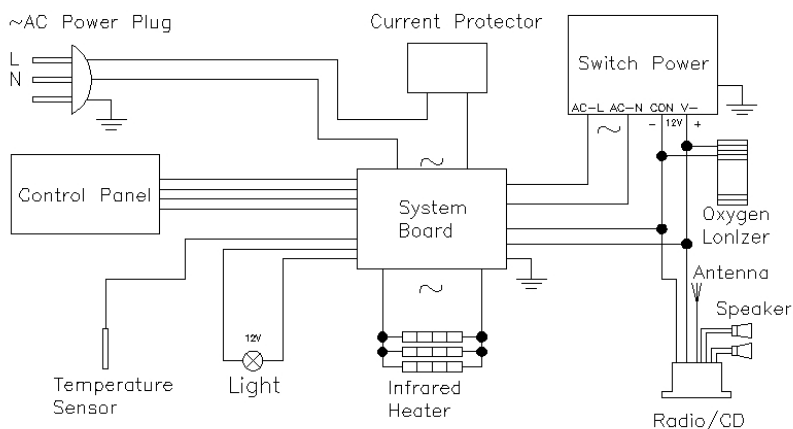 ~AC Power Plug
Current Protector
L
N
Switch Power
AC-L AC-N CON V-
- 12V +
Control Panel
System
Board
Oxygen
LonIzer
Antenna
Speaker
12V
Temperature
Sensor
Light
Infrared
Heater
Radio/CD